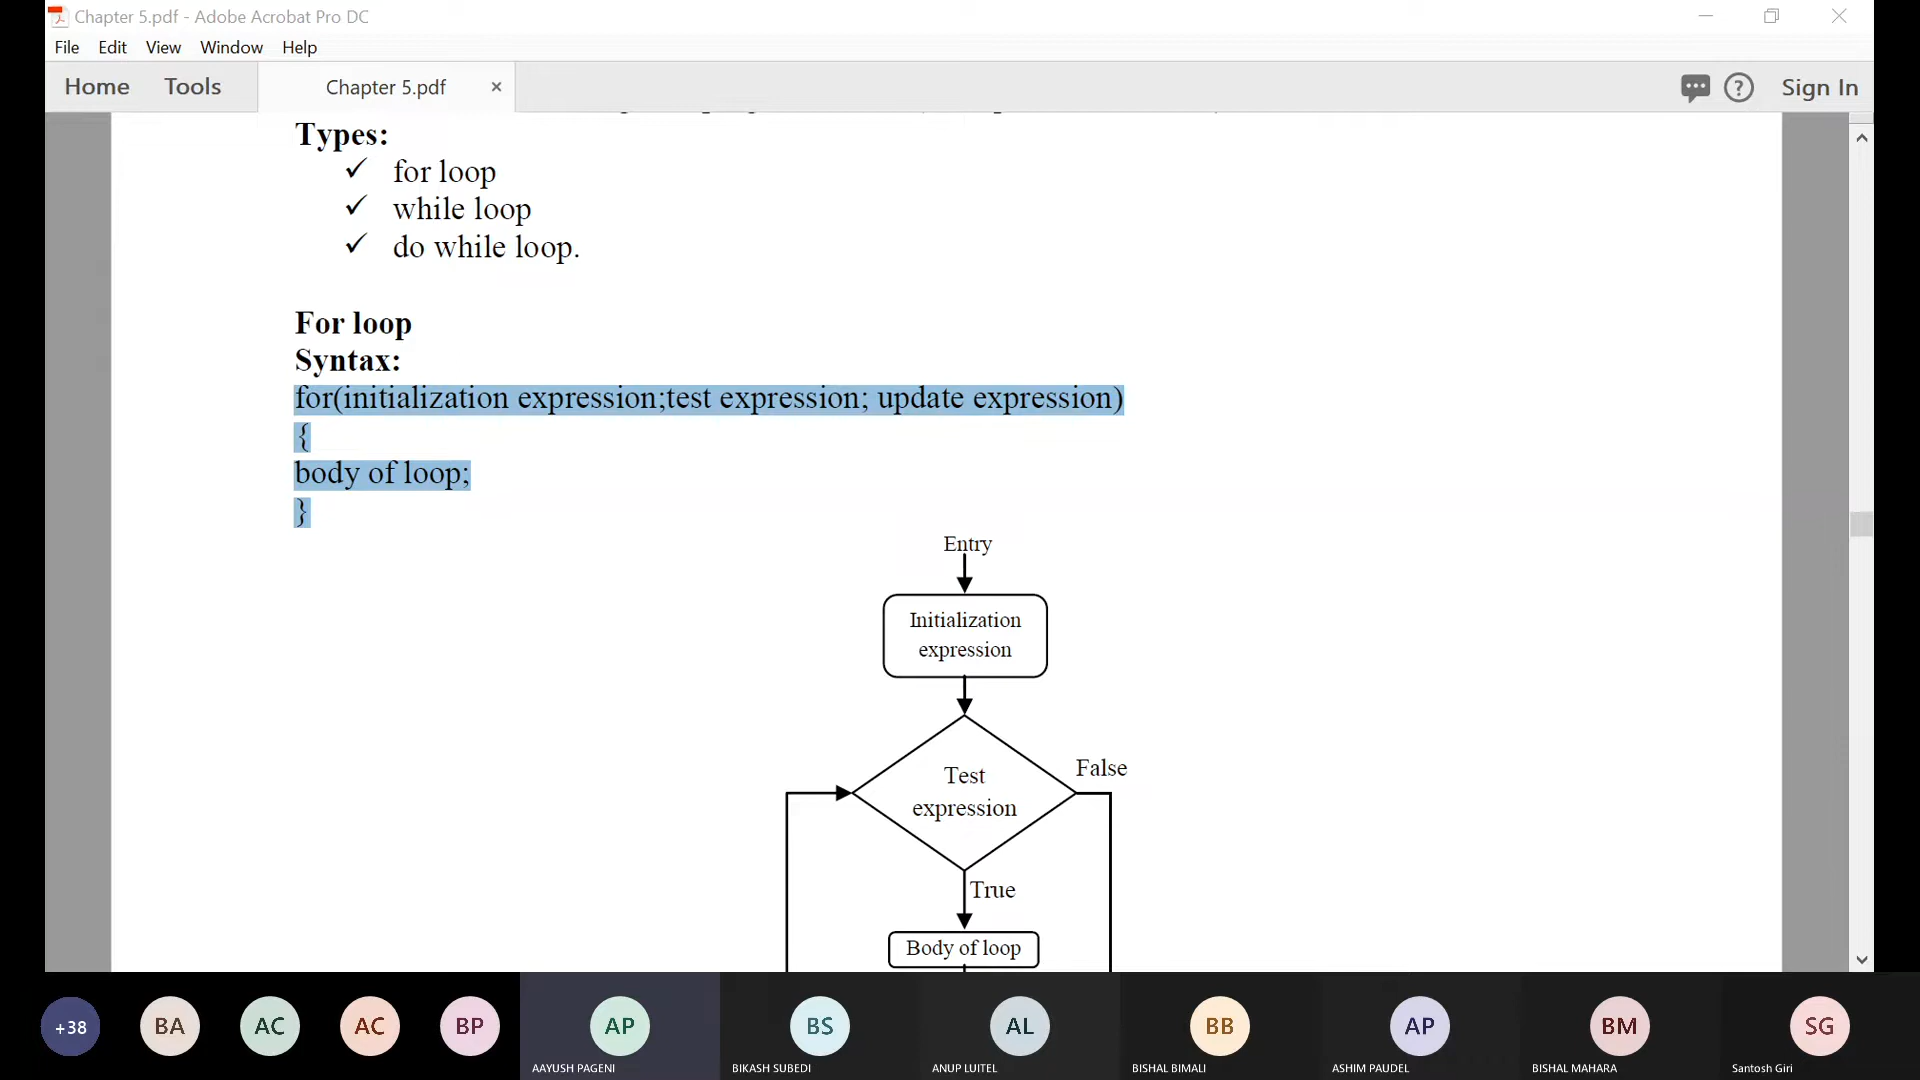 Chapter 5.pdf - Adobe Acrobat Pro DC
File Edit View Window Help
Home Tools Chapter 5.pdf × ? Sign In
Types:
✓ for loop
✓ while loop
✓ do while loop.
For loop
Syntax:
for(initialization expression;test expression; update expression)
{
body of loop;
}
Entry
Initialization
expression
Test
expression
False
True
Body of loop
+38 BA AC AC BP AP BS AL BB AP BM SG
AAYUSH PAGENI BIKASH SUBEDI ANUP LUITEL BISHAL BIMALI ASHIM PAUDEL BISHAL MAHARA Santosh Giri